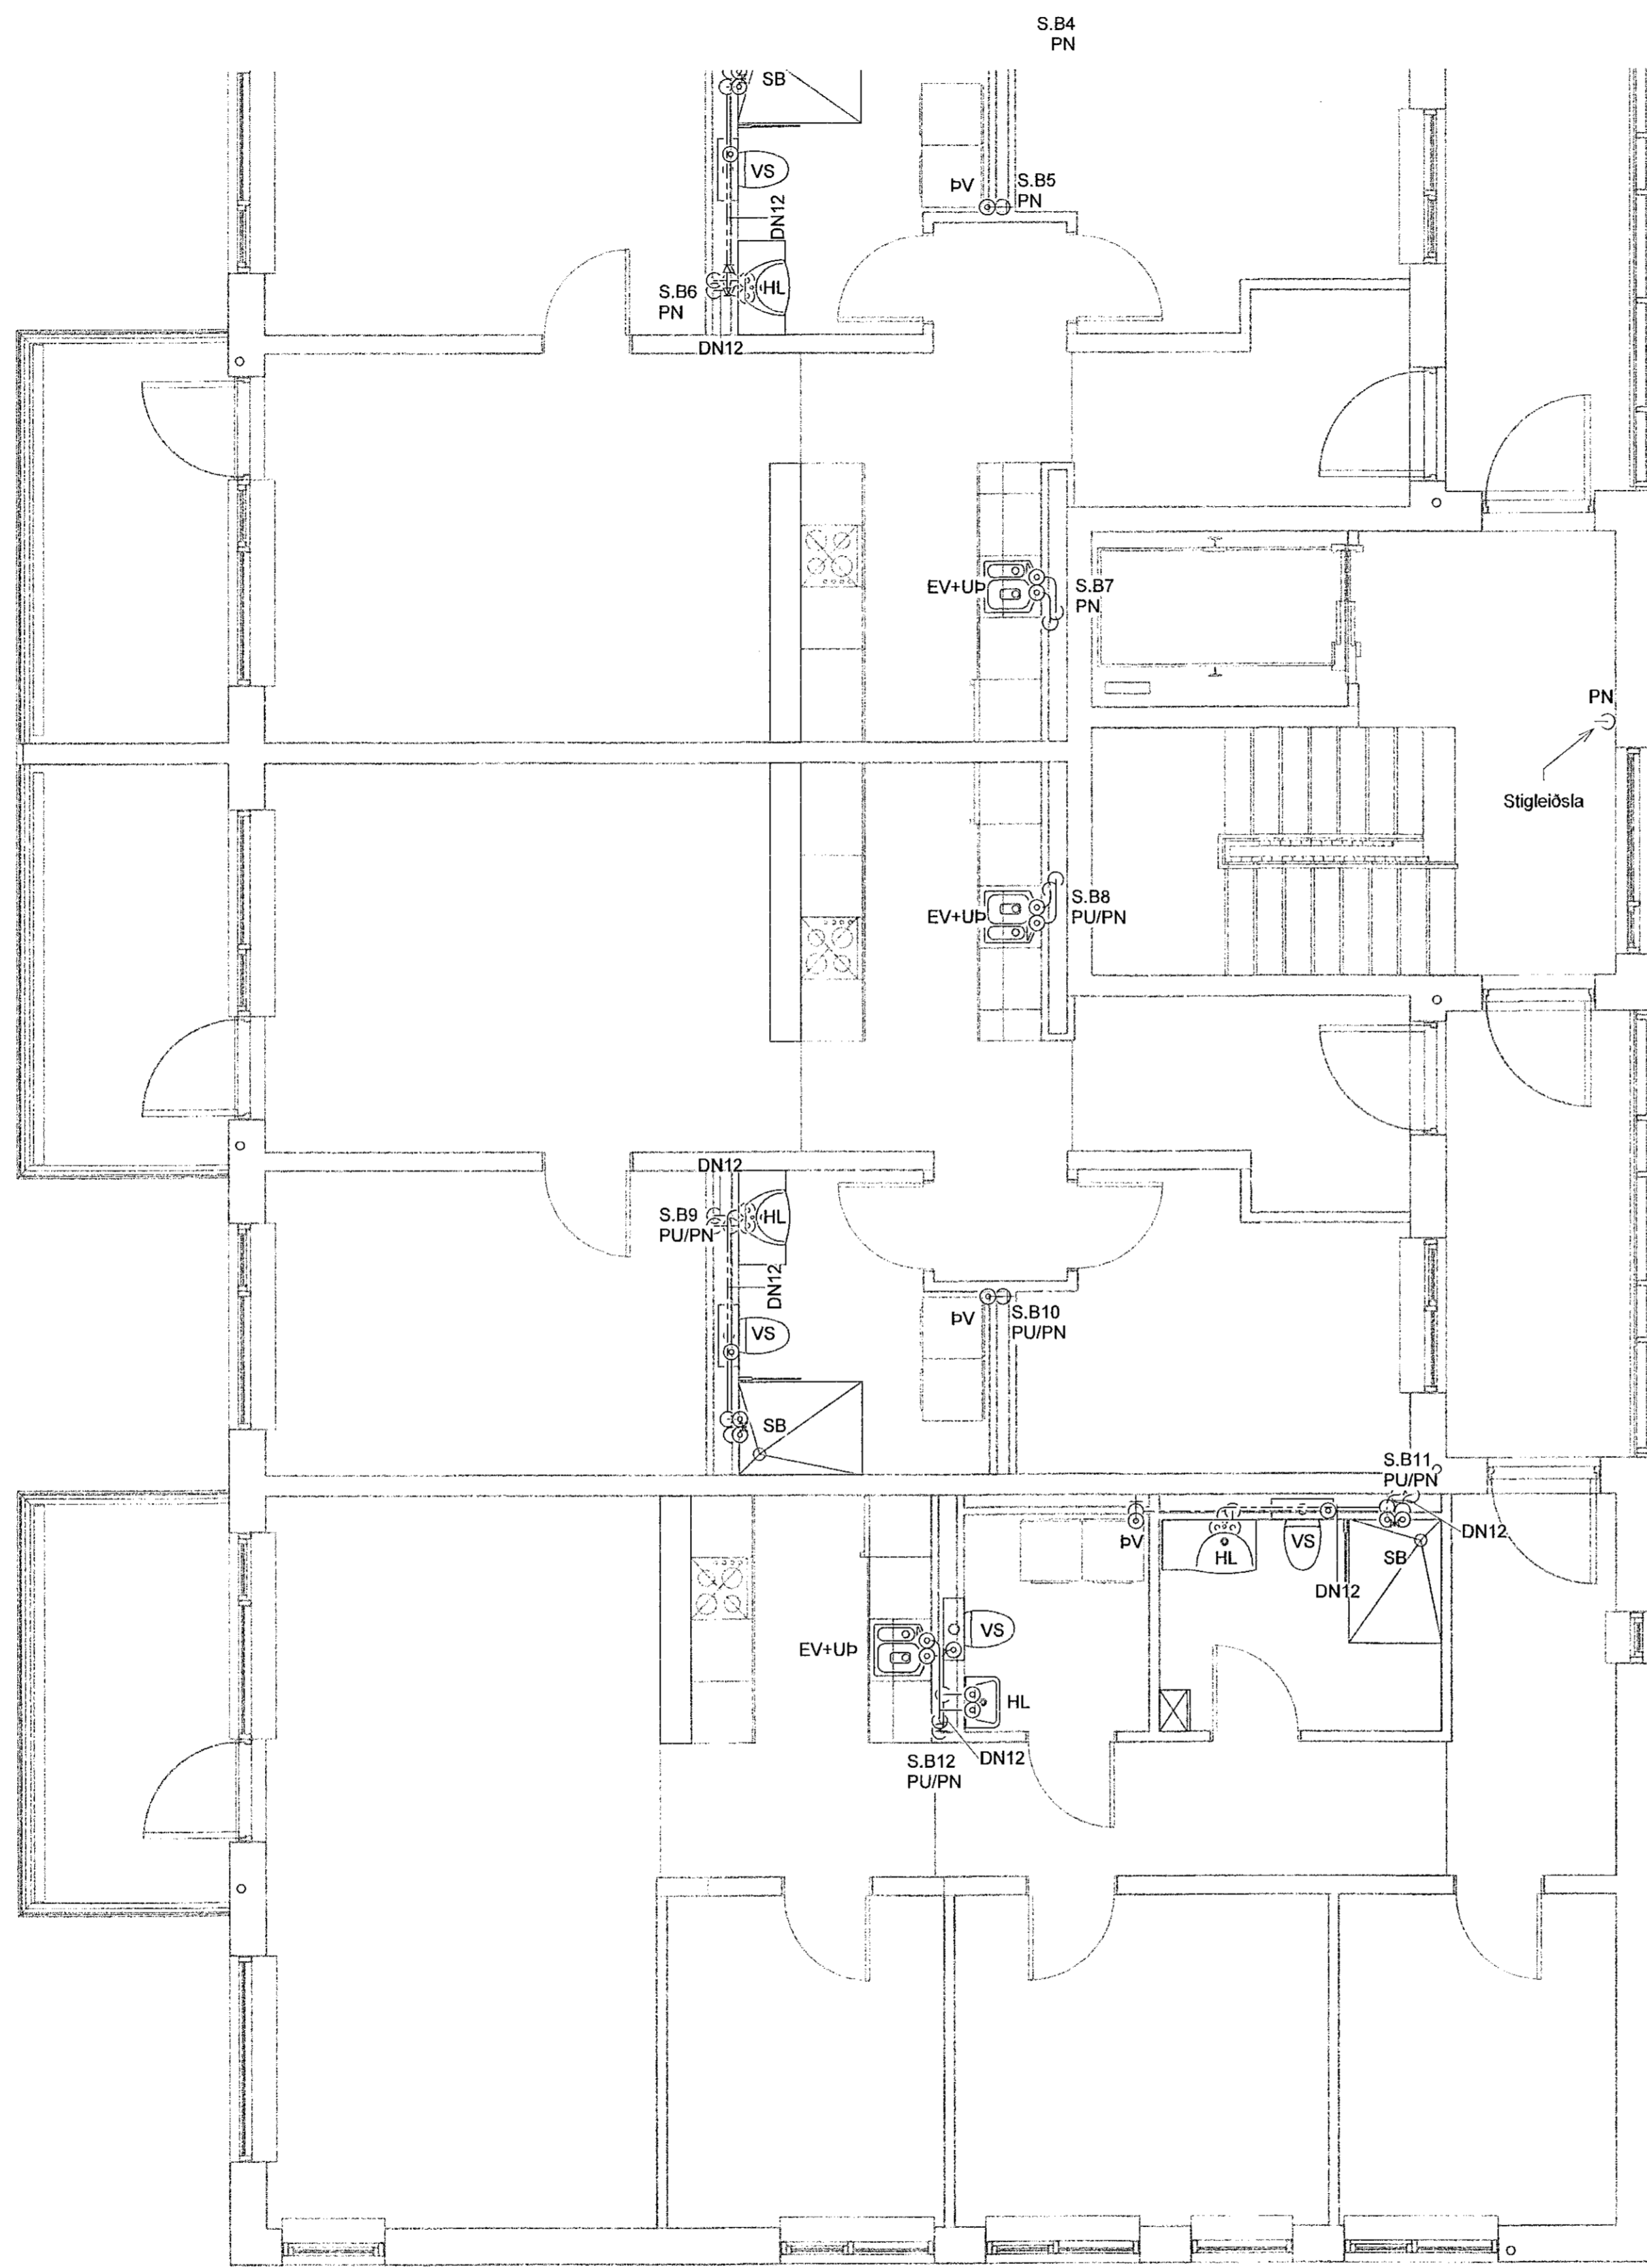 S.B4
PN
SB
VS
ÞV
S.B5
PN
DN12
S.B6
PN
HL
DN12
EV+UÞ
S.B7
PN
PN
Stigleiðsla
EV+UÞ
S.B8
PU/PN
DN12
S.B9
PU/PN
HL
DN12
VS
ÞV
S.B10
PU/PN
SB
S.B11
PU/PN
ÞV
HL
VS
SB
DN12
DN12
EV+UÞ
VS
HL
S.B12
PU/PN
DN12